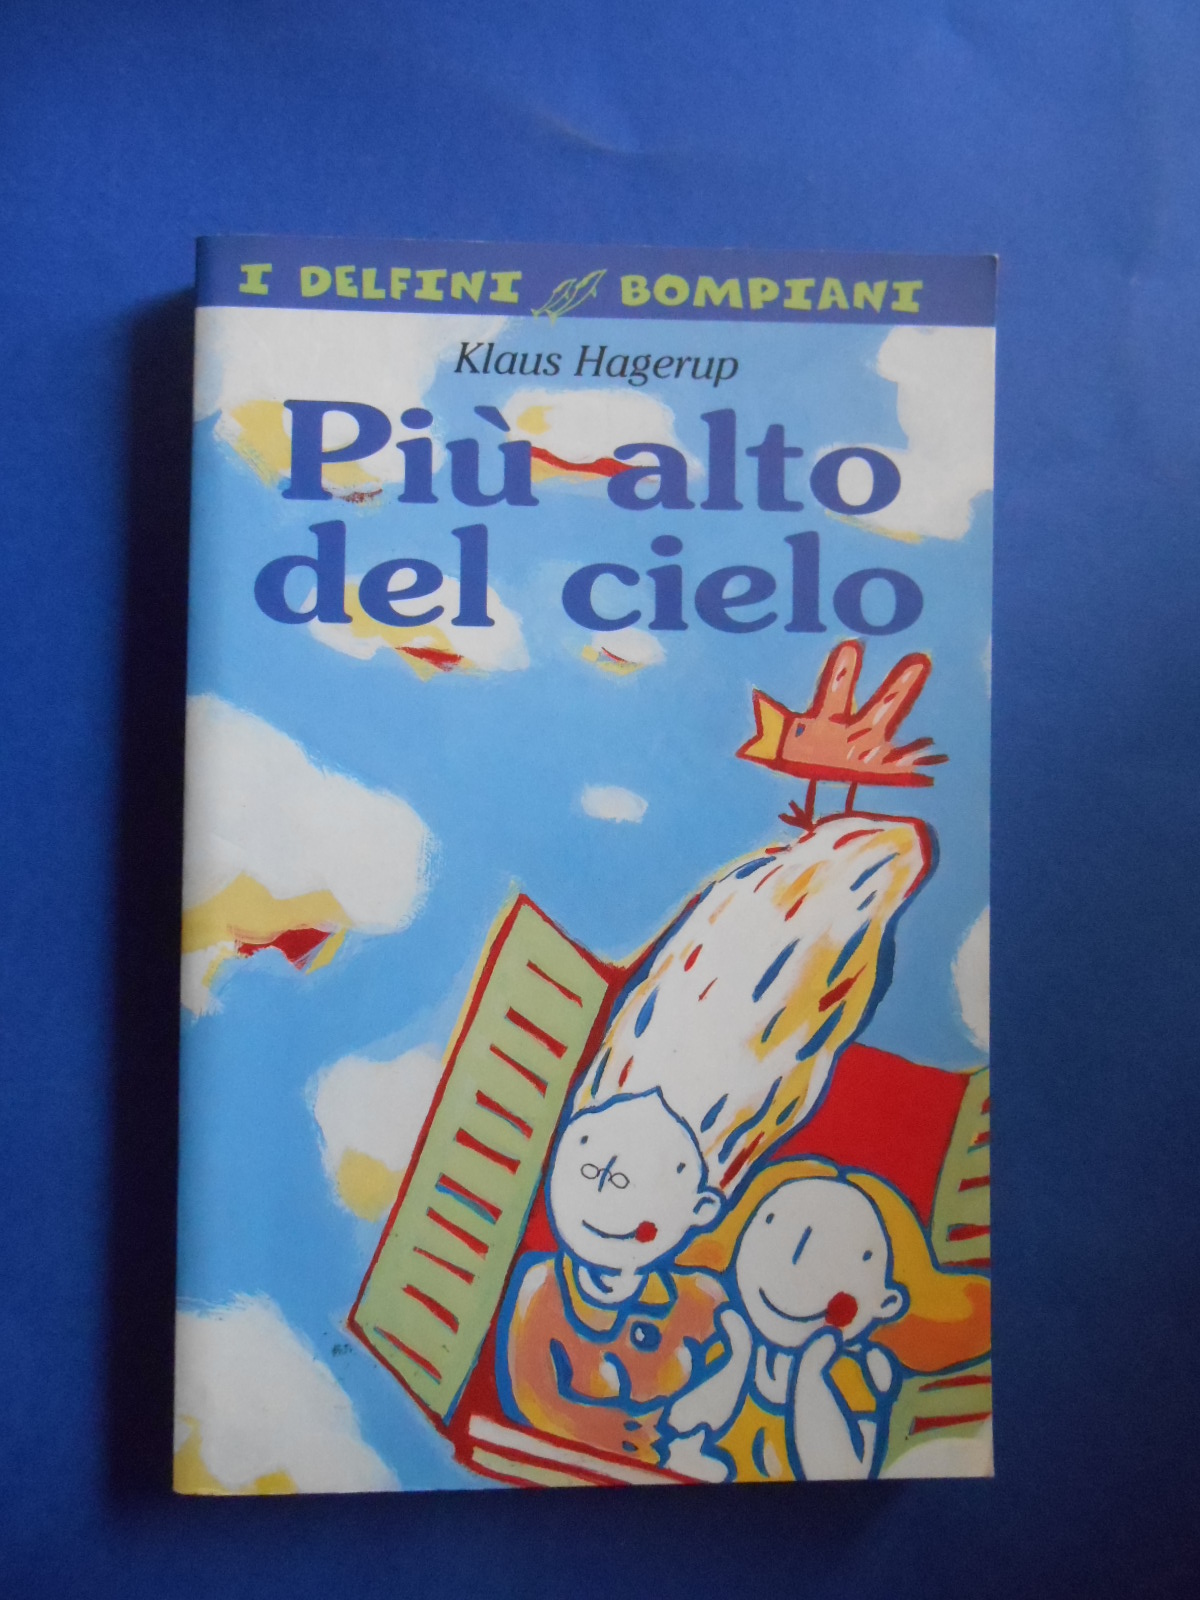 I DELFINI BOMPIANI
Klaus Hagerup
Più alto
del cielo